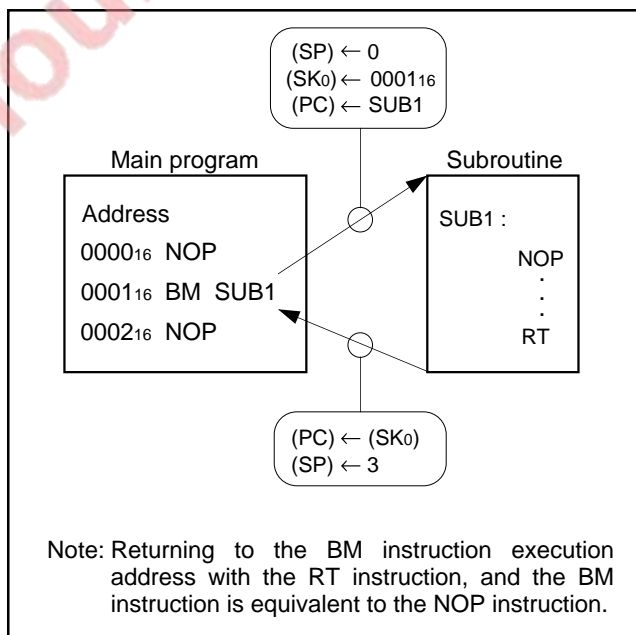 (SP) ← 0
(SK0) ← 000116
(PC) ← SUB1
Main program
Subroutine
Address
000016 NOP
000116 BM SUB1
000216 NOP
SUB1 :
NOP
.
.
.
RT
(PC) ← (SK0)
(SP) ← 3
Note: Returning to the BM instruction execution
address with the RT instruction, and the BM
instruction is equivalent to the NOP instruction.